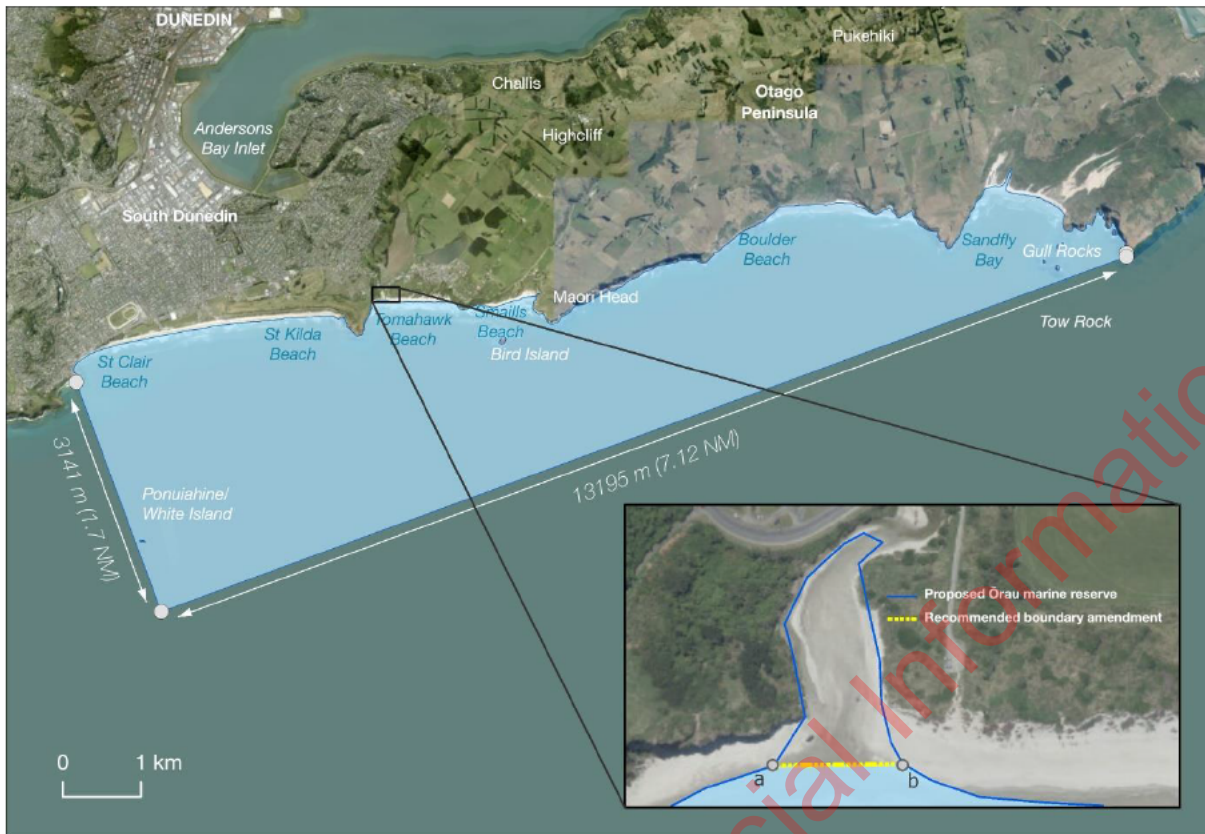 DUNEDIN
Pukehiki
Challis
Otago
Peninsula
Andersons
Bay Inlet
Highcliff
South Dunedin
Boulder
Beach
Sandfly
Bay
Gull Rocks
Maori Head
Tow Rock
St Kilda
Beach
Tomahawk
Beach
Smaills
Beach
Bird Island
St Clair
Beach
3141 m (1.7 NM)
13195 m (7.12 NM)
Ponuiahine/
White Island
Proposed Ōrau marine reserve
Recommended boundary amendment
a
b
0 1 km
cial Informatio